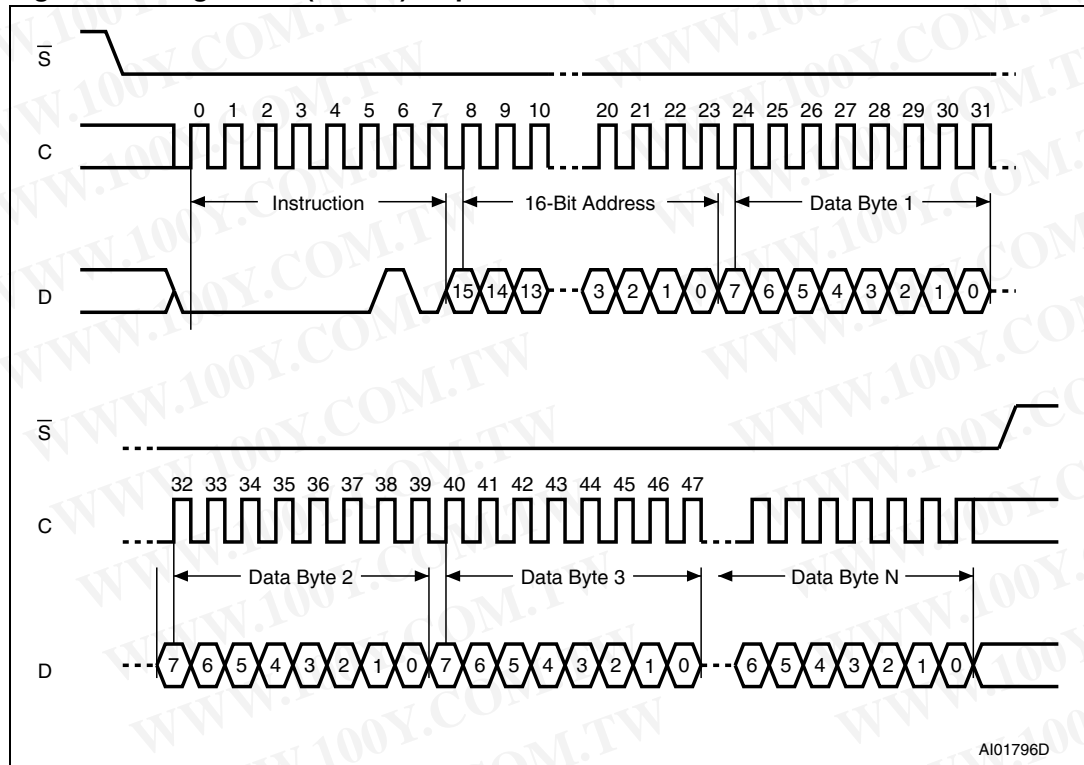 S
0 1 2 3 4 5 6 7 8 9 10 20 21 22 23 24 25 26 27 28 29 30 31
C
Instruction 16-Bit Address Data Byte 1
D 15 14 13 3 2 1 0 7 6 5 4 3 2 1 0
S
32 33 34 35 36 37 38 39 40 41 42 43 44 45 46 47
C
Data Byte 2 Data Byte 3 Data Byte N
D 7 6 5 4 3 2 1 0 7 6 5 4 3 2 1 0 6 5 4 3 2 1 0
AI01796D
WWW.100Y.COM.TW